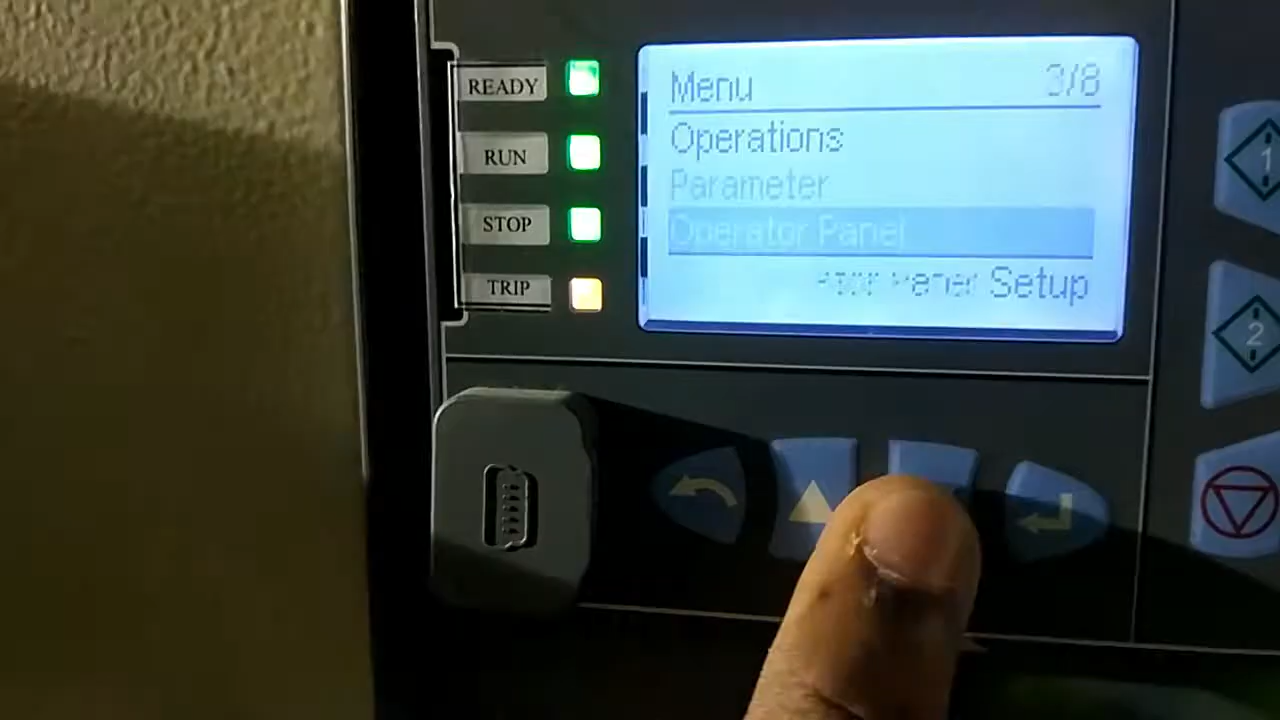 READY
RUN
STOP
TRIP
Menu 3/8
Operations
Parameter
Operator Panel
Setup
1
2